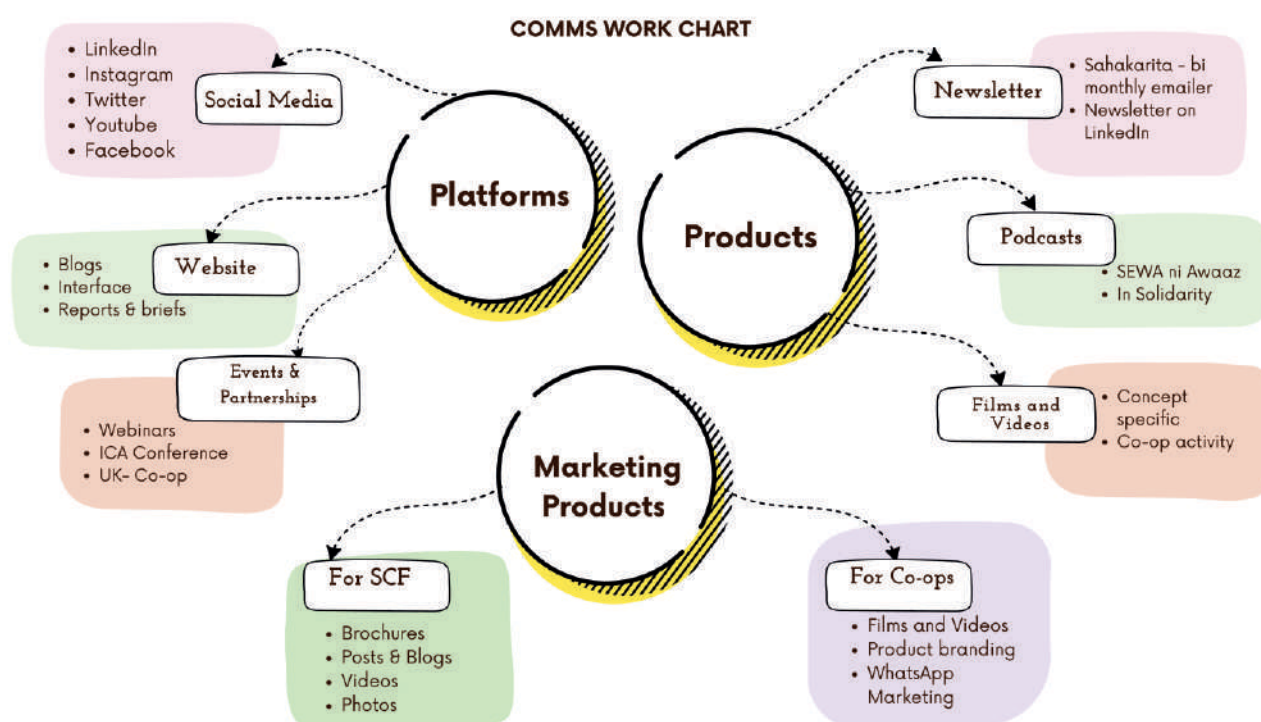 COMMS WORK CHART
LinkedIn
Instagram
Twitter
Youtube
Facebook
Social Media
Platforms
Blogs
Interface
Reports & briefs
Website
Events &
Partnerships
Webinars
ICA Conference
UK- Co-op
Products
Newsletter
Sahakarita - bi
monthly emailer
Newsletter on
LinkedIn
Podcasts
SEWA ni Awaaz
In Solidarity
Films and
Videos
Concept
specific
Co-op activity
Marketing
Products
For SCF
Brochures
Posts & Blogs
Videos
Photos
For Co-ops
Films and Videos
Product branding
WhatsApp
Marketing